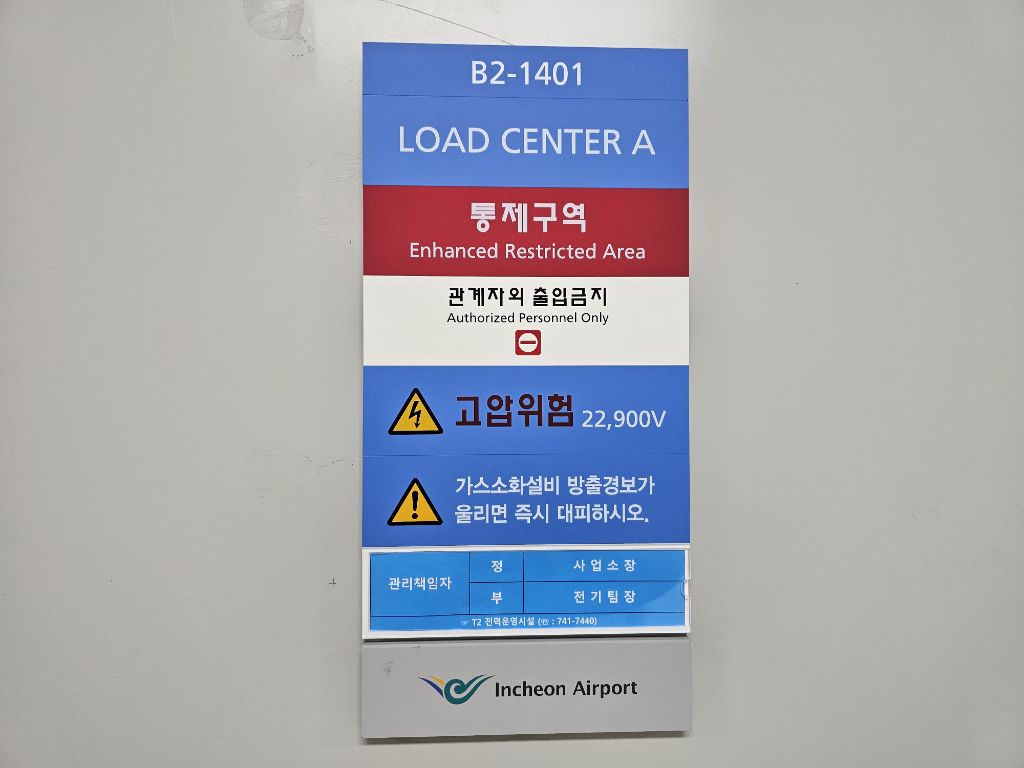 B2-1401
LOAD CENTER A
통제구역
Enhanced Restricted Area
관계자외 출입금지
Authorized Personnel Only
고압위험 22,900V
가스소화설비 방출경보가
울리면 즉시 대피하시오.
관리책임자
정 사업소장
부 전기팀장
☞ T2 전력운영시설 (☏ : 741-7440)
Incheon Airport